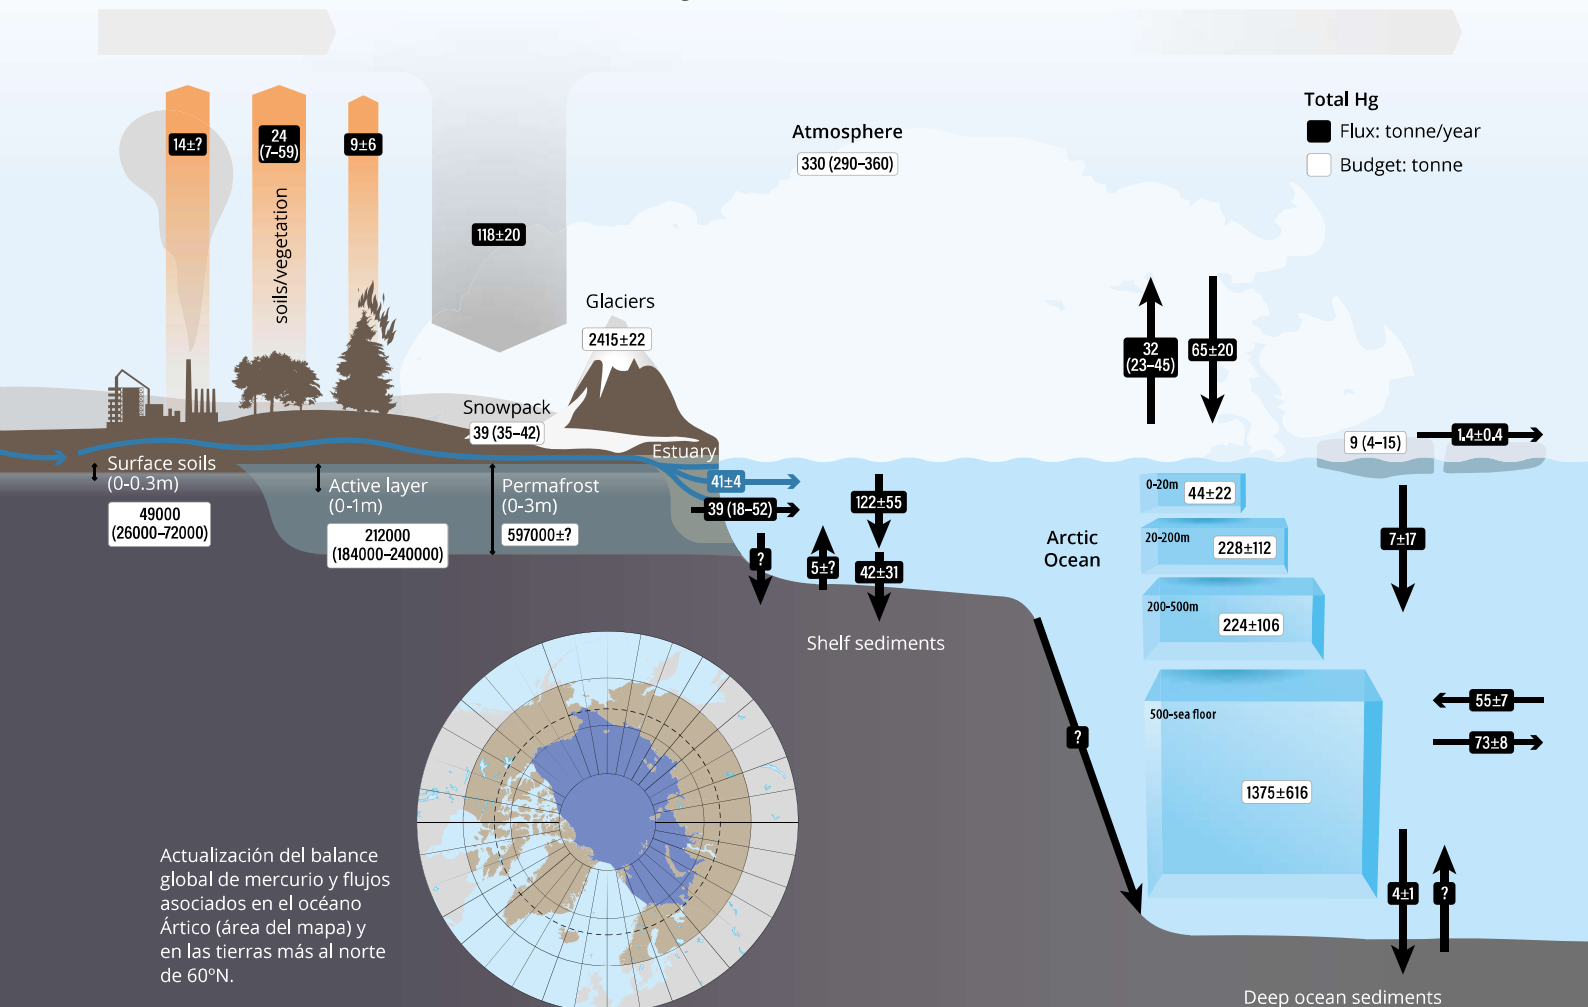 Total Hg
Flux: tonne/year
Budget: tonne
Atmosphere
330 (290–360)
14±?
24
(7–59)
9±6
soils/vegetation
118±20
Glaciers
2415±22
32
(23–45)
65±20
Snowpack
39 (35–42)
Estuary
9 (4–15)
1.4±0.4
Surface soils
(0-0.3m)
49000
(26000–72000)
Active layer
(0-1m)
212000
(184000–240000)
Permafrost
(0-3m)
597000±?
41±4
39 (18–52)
122±55
?
5±?
42±31
Shelf sediments
Arctic
Ocean
0-20m
44±22
20-200m
228±112
200-500m
224±106
500-sea floor
1375±616
7±17
55±7
73±8
?
4±1
?
Deep ocean sediments
Actualización del balance
global de mercurio y flujos
asociados en el océano
Ártico (área del mapa) y
en las tierras más al norte
de 60ºN.